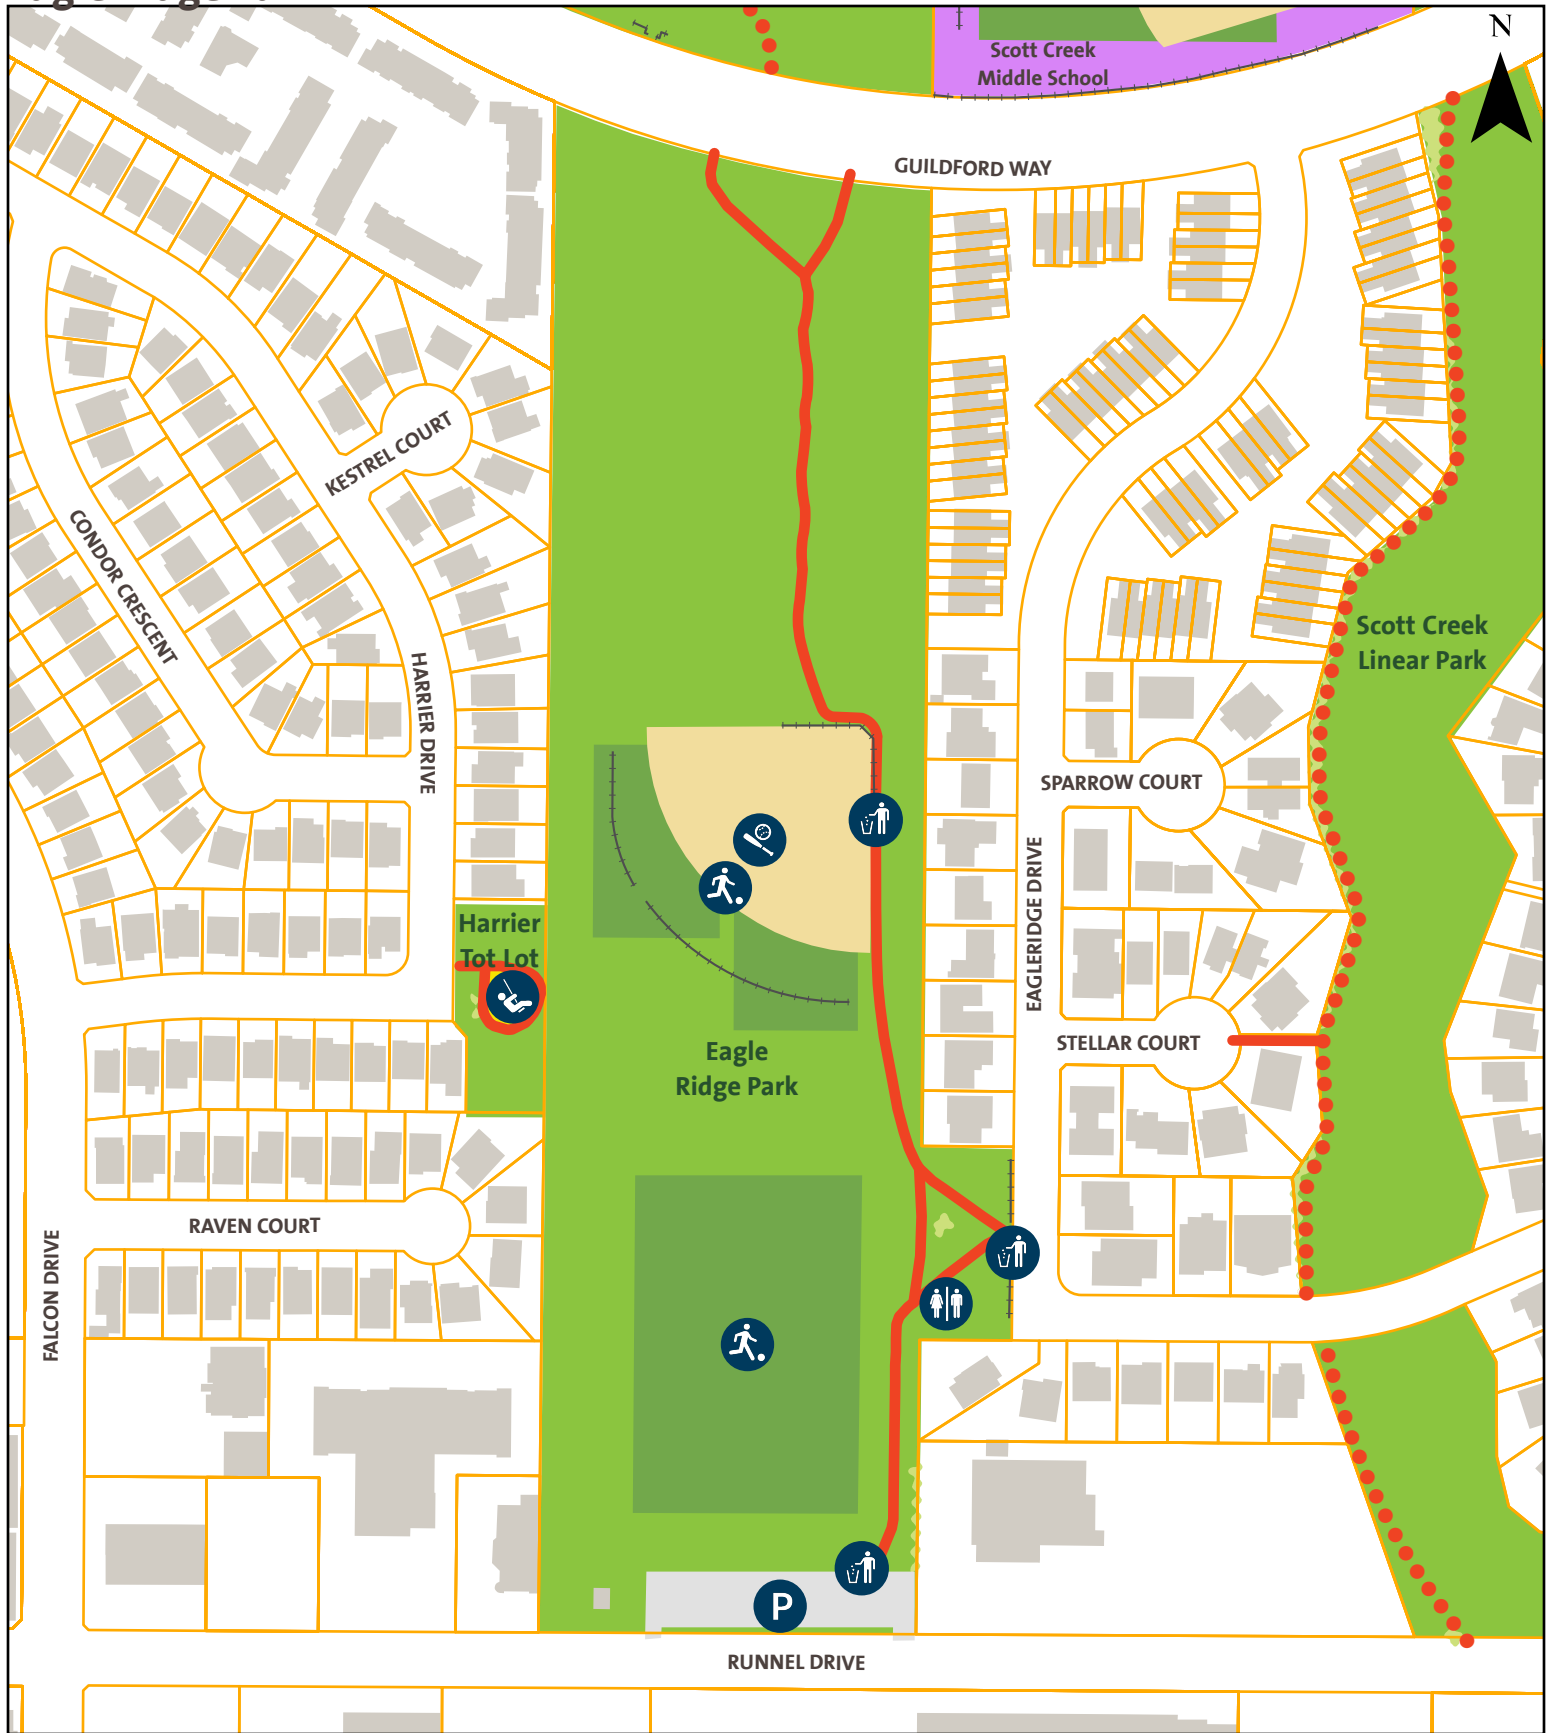 Scott Creek
Middle School
N
GUILDFORD WAY
KESTREL COURT
CONDOR CRESCENT
HARRIER DRIVE
Scott Creek
Linear Park
SPARROW COURT
EAGLERIDGE DRIVE
Harrier
Tot Lot
STELLAR COURT
Eagle
Ridge Park
RAVEN COURT
FALCON DRIVE
P
RUNNEL DRIVE